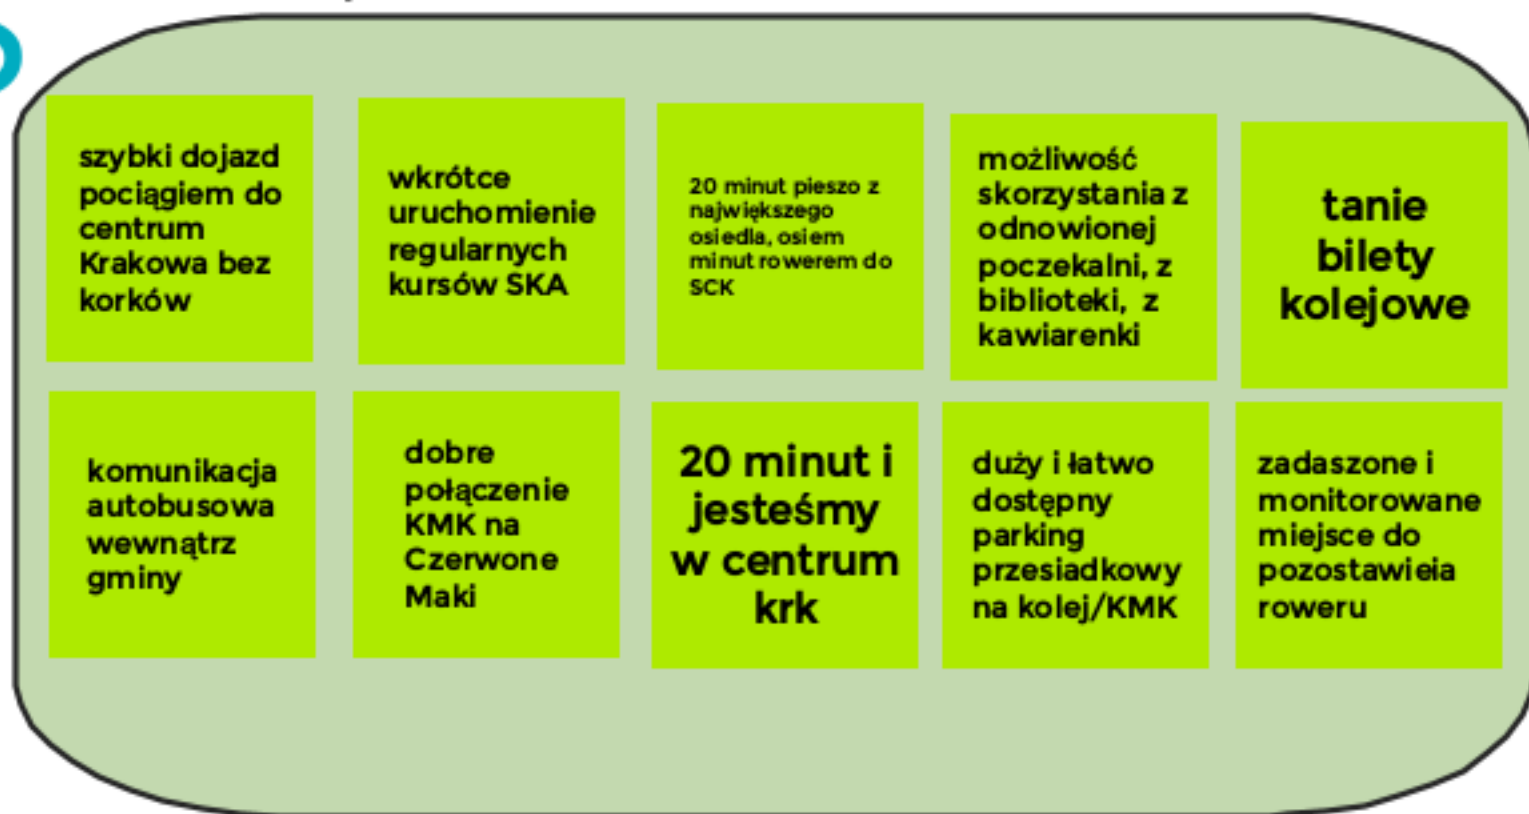 szybki dojazd
pociągiem do
centrum
Krakowa bez
korków
wkrótce
uruchomienie
regularnych
kursów SKA
20 minut pieszo z
największego
osiedla, osiem
minut rowerem do
SCK
możliwość
skorzystania z
odnowionej
poczekalni, z
biblioteki, z
kawiarenki
tanie
bilety
kolejowe
komunikacja
autobusowa
wewnątrz
gminy
dobre
połączenie
KMK na
Czerwone
Maki
20 minut i
jesteśmy
w centrum
krk
duży i łatwo
dostępny
parking
przesiadkowy
na kolej/KMK
zadaszone i
monitorowane
miejsce do
pozostawieia
roweru